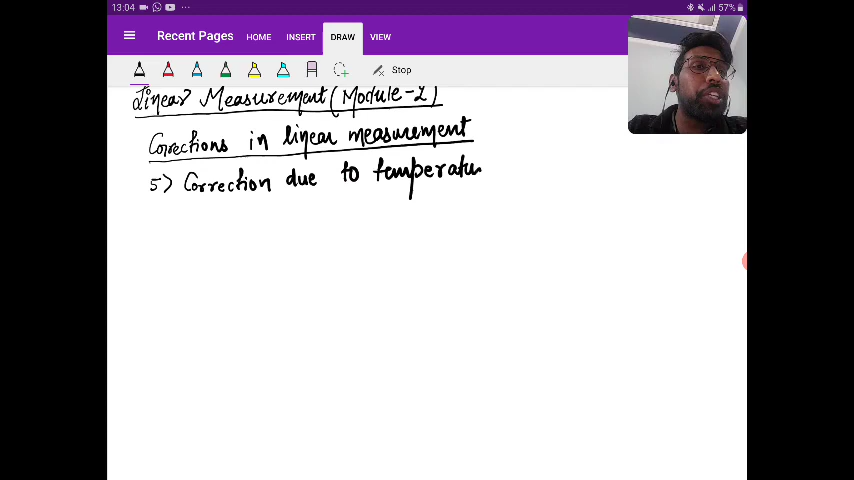 13:04 ... 57%
Recent Pages HOME INSERT DRAW VIEW
Stop
Linear Measurement (Module-2)
Corrections in linear measurement
5> Correction due to temperatu